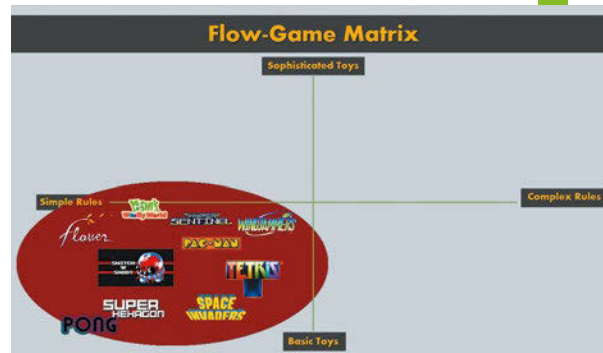 Flow-Game Matrix
Sophisticated Toys
Simple Rules
Complex Rules
Yoshi's
Woolly World
SENTINEL
WINDJAMMERS
flower
PAC-MAN
SWITCH
'N'
SHOOT
TETRIS
SUPER
HEXAGON
SPACE
INVADERS
PONG
Basic Toys